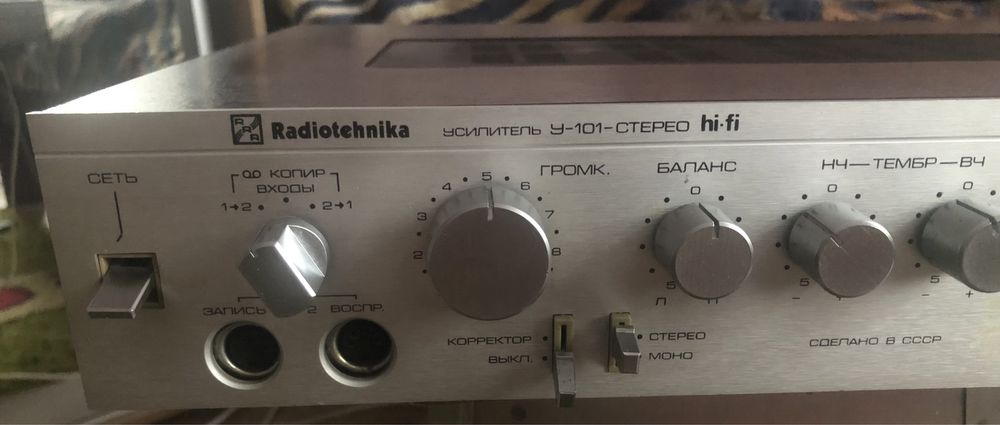 RRR Radiotehnika УСИЛИТЕЛЬ У-101-СТЕРЕО hi-fi
СЕТЬ
КОПИР
ВХОДЫ
1→2 2→1
ГРОМК.
2 3 4 5 6 7 8
БАЛАНС
0
5
Л П
НЧ—ТЕМБР—ВЧ
0 0
5 5
- + - +
ЗАПИСЬ 2 ВОСПР.
КОРРЕКТОР
ВЫКЛ.
СТЕРЕО
МОНО
СДЕЛАНО В СССР